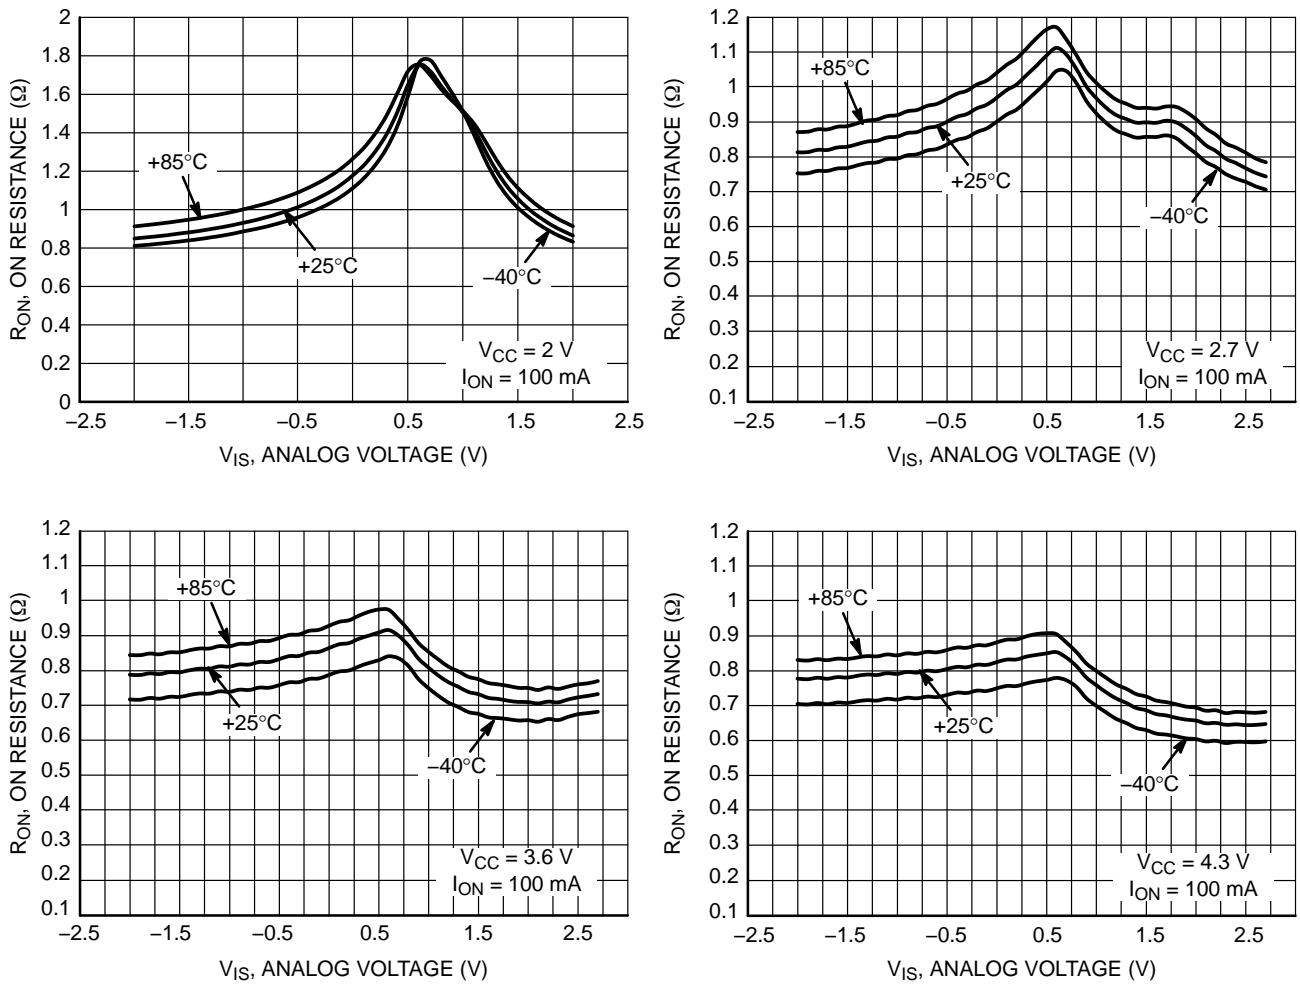 2
1.8
1.6
1.4
1.2
1
0.8
0.6
0.4
0.2
0
RON, ON RESISTANCE (Ω)
+85°C
+25°C
–40°C
VCC = 2 V
ION = 100 mA
–2.5 –1.5 –0.5 0.5 1.5 2.5
VIS, ANALOG VOLTAGE (V)
1.2
1.1
1
0.9
0.8
0.7
0.6
0.5
0.4
0.3
0.2
0.1
RON, ON RESISTANCE (Ω)
+85°C
+25°C
–40°C
VCC = 2.7 V
ION = 100 mA
–2.5 –1.5 –0.5 0.5 1.5 2.5
VIS, ANALOG VOLTAGE (V)
1.2
1.1
1
0.9
0.8
0.7
0.6
0.5
0.4
0.3
0.2
0.1
RON, ON RESISTANCE (Ω)
+85°C
+25°C
–40°C
VCC = 3.6 V
ION = 100 mA
–2.5 –1.5 –0.5 0.5 1.5 2.5
VIS, ANALOG VOLTAGE (V)
1.2
1.1
1
0.9
0.8
0.7
0.6
0.5
0.4
0.3
0.2
0.1
RON, ON RESISTANCE (Ω)
+85°C
+25°C
–40°C
VCC = 4.3 V
ION = 100 mA
–2.5 –1.5 –0.5 0.5 1.5 2.5
VIS, ANALOG VOLTAGE (V)